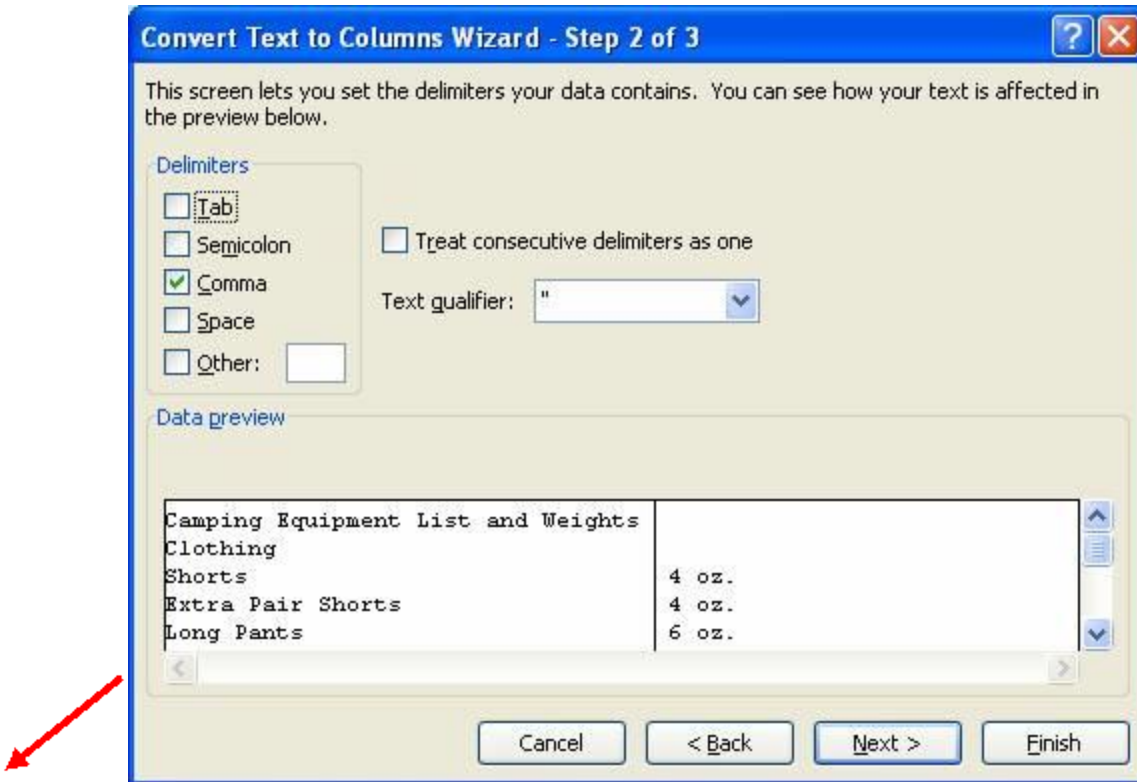 Convert Text to Columns Wizard - Step 2 of 3
This screen lets you set the delimiters your data contains. You can see how your text is affected in
the preview below.
Delimiters
Tab
Semicolon
Treat consecutive delimiters as one
Comma
Text qualifier: "
Space
Other:
Data preview
Camping Equipment List and Weights
Clothing
Shorts 4 oz.
Extra Pair Shorts 4 oz.
Long Pants 6 oz.
Cancel < Back Next > Finish